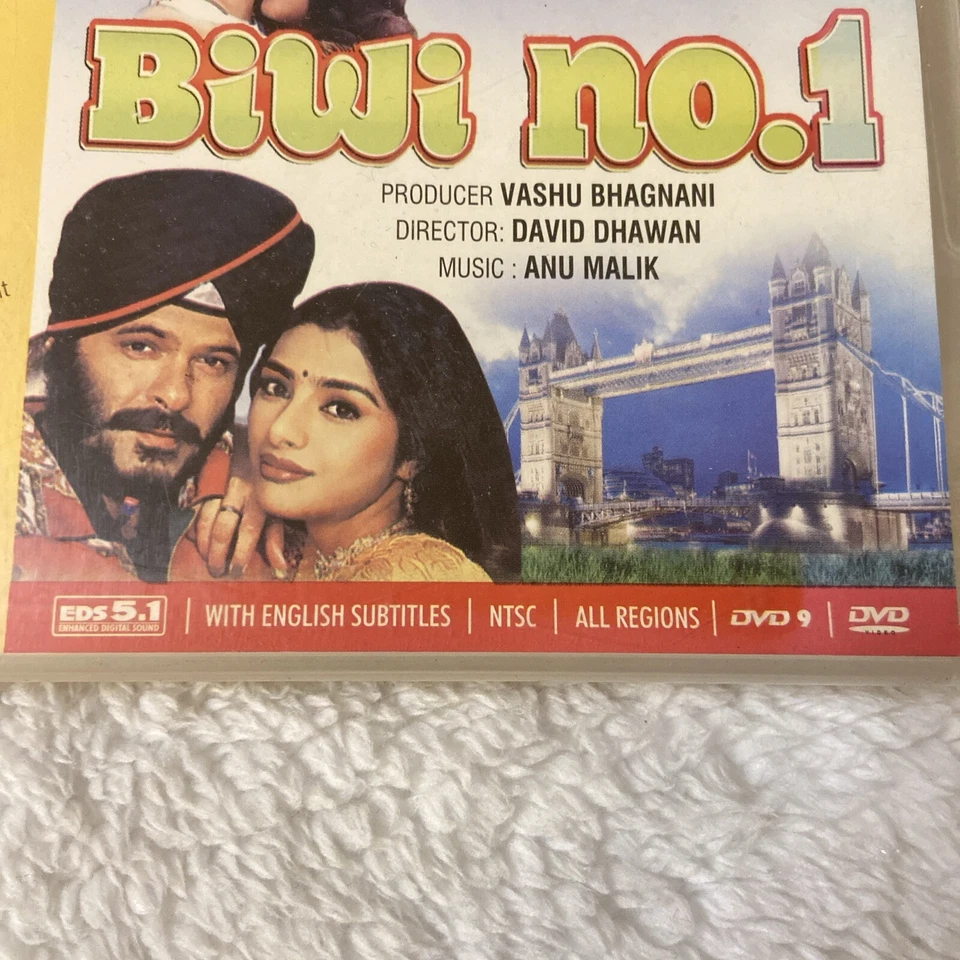 Biwi no.1
PRODUCER VASHU BHAGNANI
DIRECTOR: DAVID DHAWAN
MUSIC : ANU MALIK
EDS 5.1 | WITH ENGLISH SUBTITLES | NTSC | ALL REGIONS | DVD 9 | DVD
ENHANCED DIGITAL SOUND
VIDEO